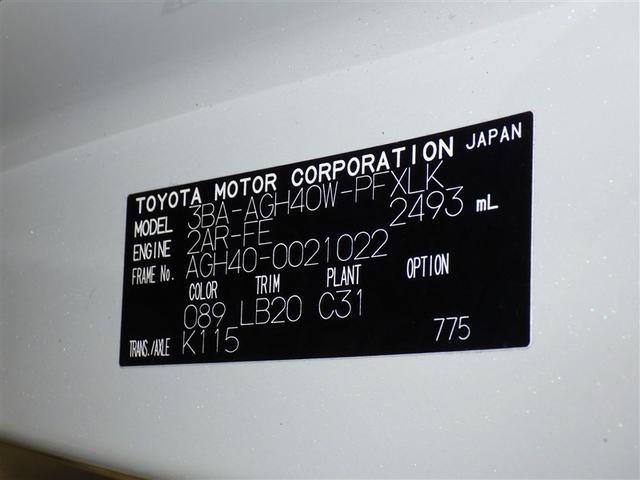 TOYOTA MOTOR CORPORATION JAPAN
MODEL 3BA-AGH40W-PFXLK
ENGINE 2AR-FE 2493 mL
FRAME No. AGH40-0021022
COLOR TRIM PLANT OPTION
089 LB20 C31
TRANS./AXLE K115 775